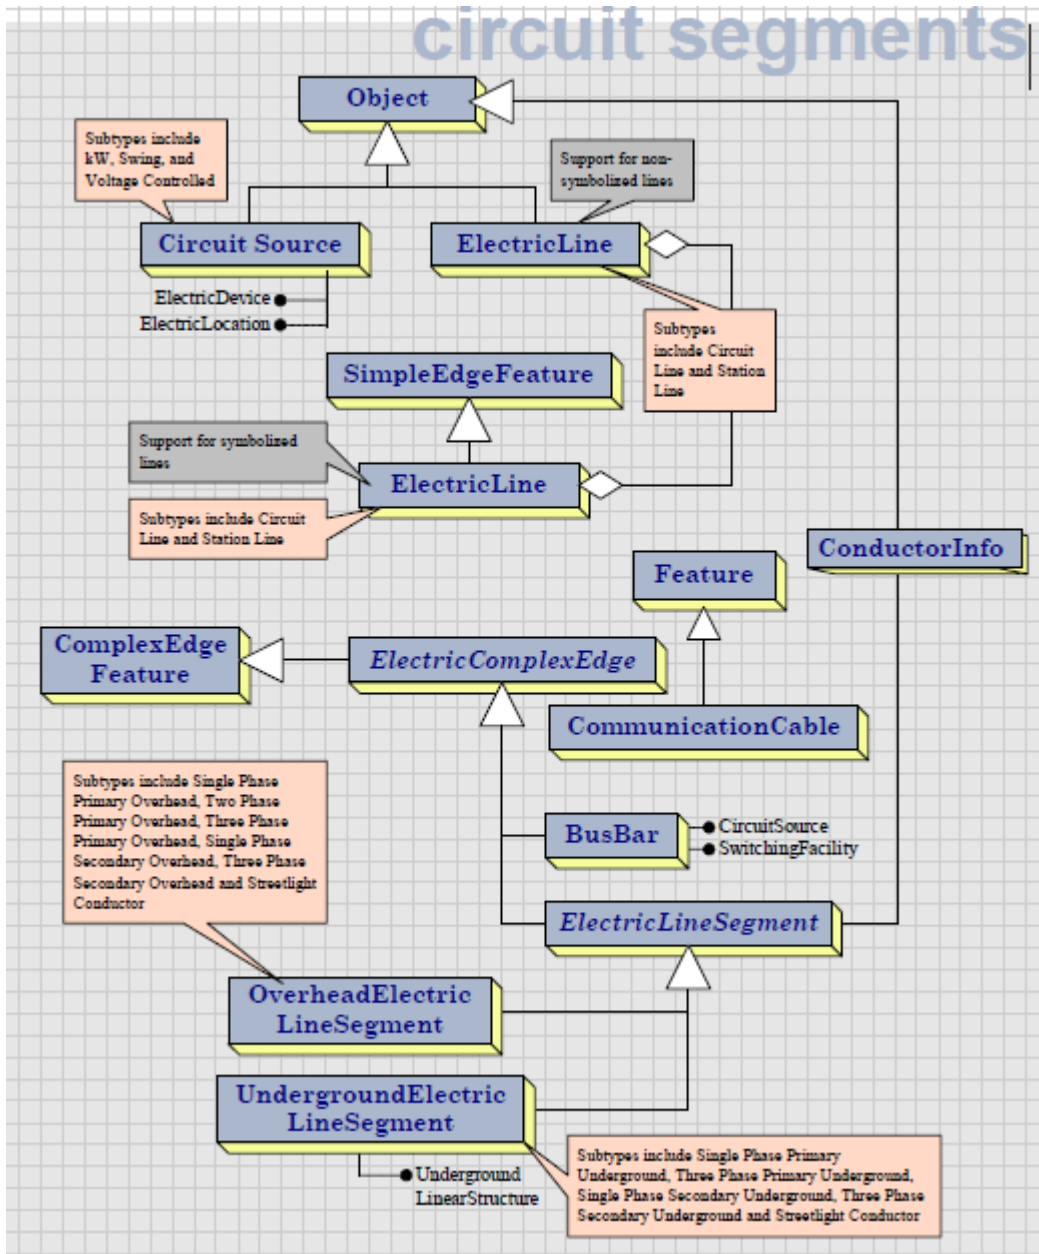 circuit segments
Object
Subtypes include
kW, Swing, and
Voltage Controlled
Support for non-
symbolized lines
Circuit Source
ElectricLine
ElectricDevice
ElectricLocation
Subtypes
include Circuit
Line and Station
Line
SimpleEdgeFeature
Support for symbolized
lines
ElectricLine
Subtypes include Circuit
Line and Station Line
ConductorInfo
Feature
ComplexEdge
Feature
ElectricComplexEdge
CommunicationCable
Subtypes include Single Phase
Primary Overhead, Two Phase
Primary Overhead, Three Phase
Primary Overhead, Single Phase
Secondary Overhead, Three Phase
Secondary Overhead and Streetlight
Conductor
BusBar
CircuitSource
SwitchingFacility
ElectricLineSegment
OverheadElectric
LineSegment
UndergroundElectric
LineSegment
Underground
LinearStructure
Subtypes include Single Phase Primary
Underground, Three Phase Primary Underground,
Single Phase Secondary Underground, Three Phase
Secondary Underground and Streetlight Conductor